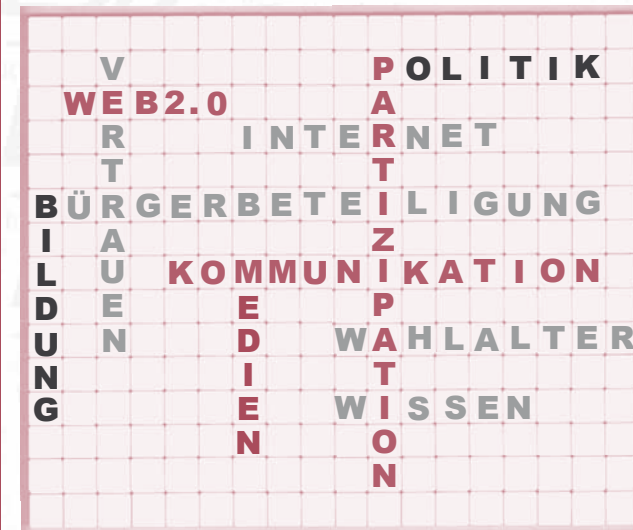 POLITIK
WEB2.0
INTERNET
BÜRGERBETEILIGUNG
KOMMUNIKATION
WAHLALTER
WISSEN
BILDUNG
VERTRAUEN
MEDIEN
PARTIZIPATION